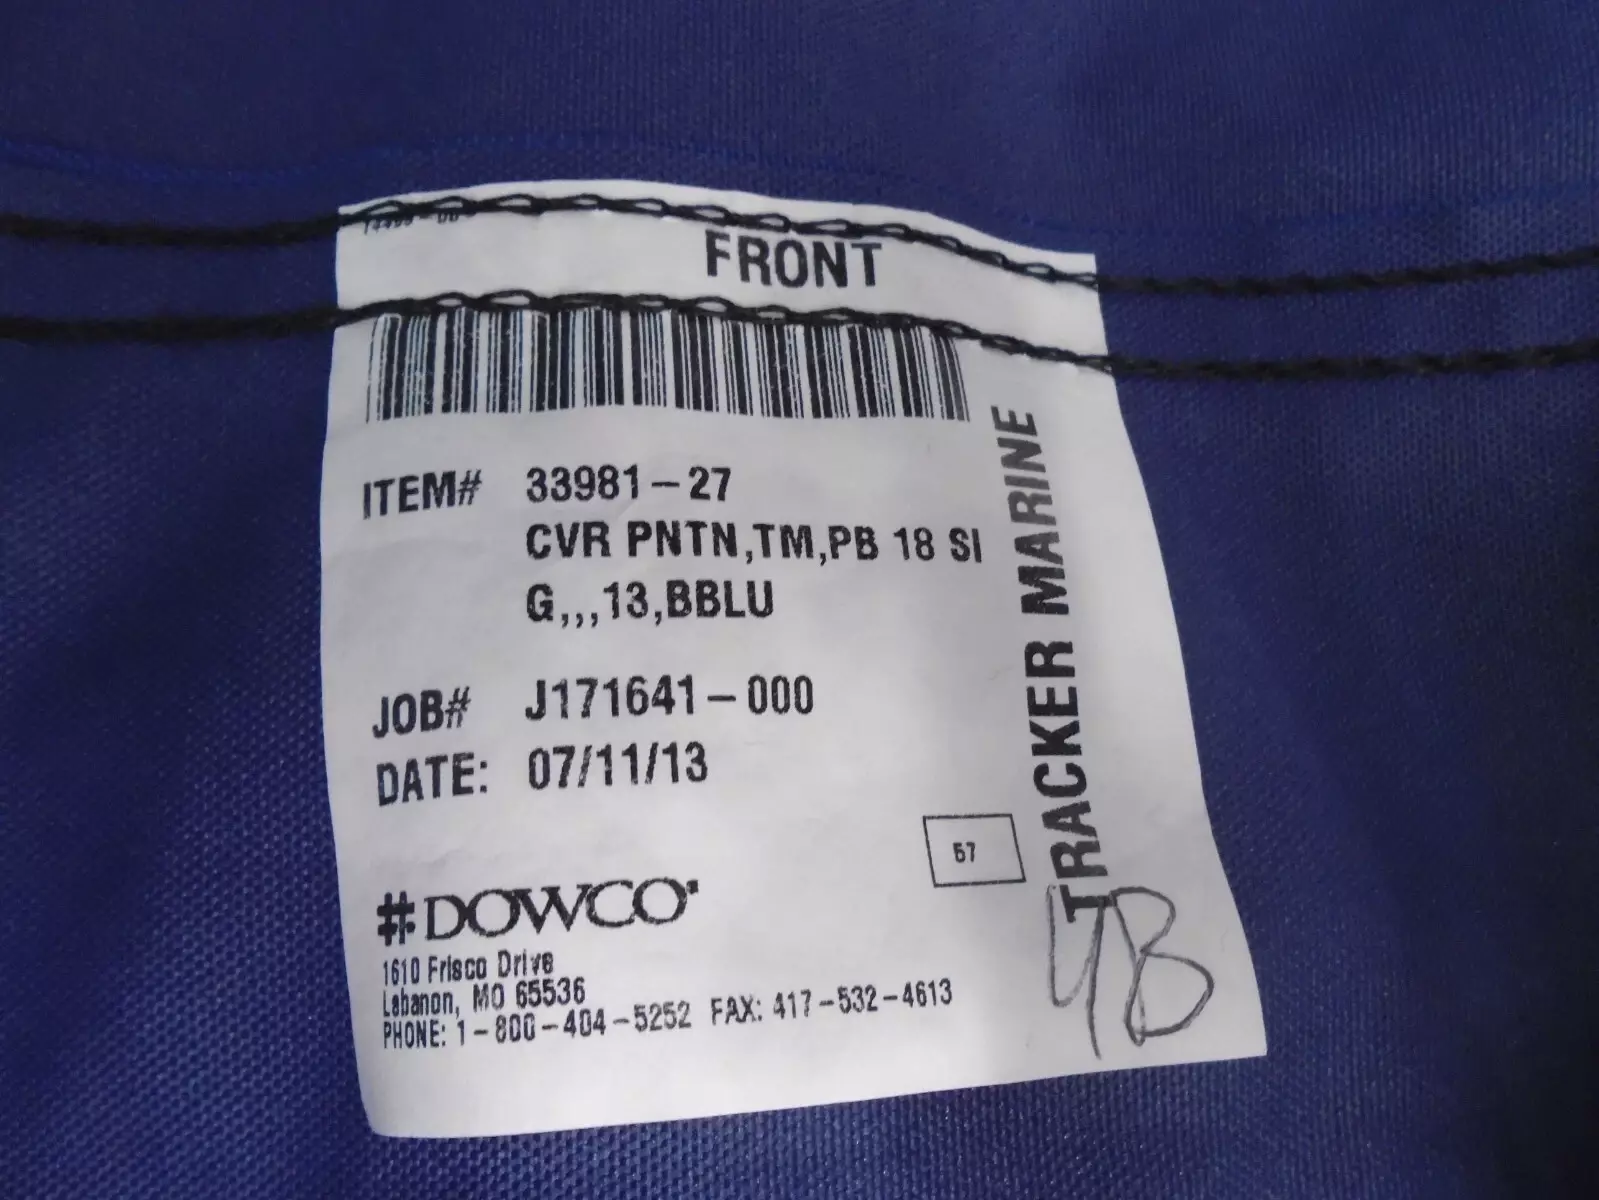 FRONT
ITEM# 33981-27
CVR PNTN,TM,PB 18 SI
G,,,13,BBLU
JOB# J171641-000
DATE: 07/11/13
TRACKER MARINE
57
4B
#DOWCO
1610 Frisco Drive
Lebanon, MO 65536
PHONE: 1-800-404-5252 FAX: 417-532-4613